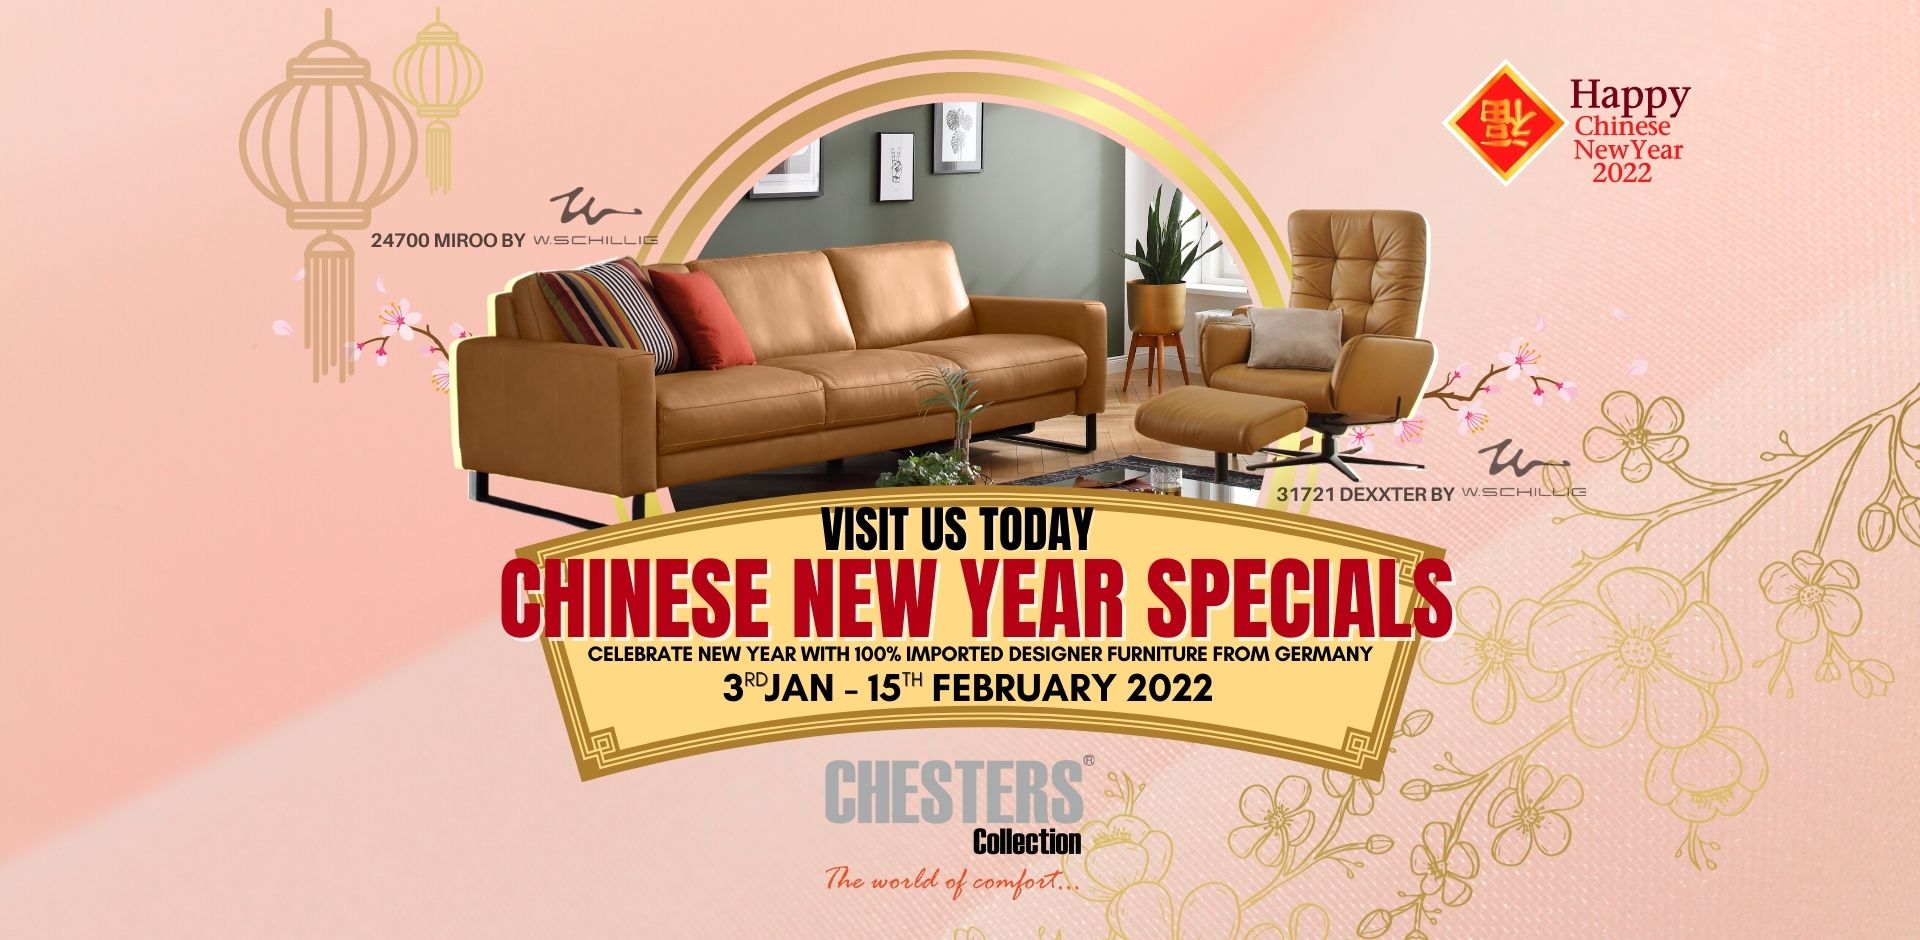 福
Happy
Chinese
New Year
2022
24700 MIROO BY W.SCHILLIG
31721 DEXXTER BY W.SCHILLIG
VISIT US TODAY
CHINESE NEW YEAR SPECIALS
CELEBRATE NEW YEAR WITH 100% IMPORTED DESIGNER FURNITURE FROM GERMANY
3RD JAN - 15TH FEBRUARY 2022
CHESTERS®
Collection
The world of comfort...